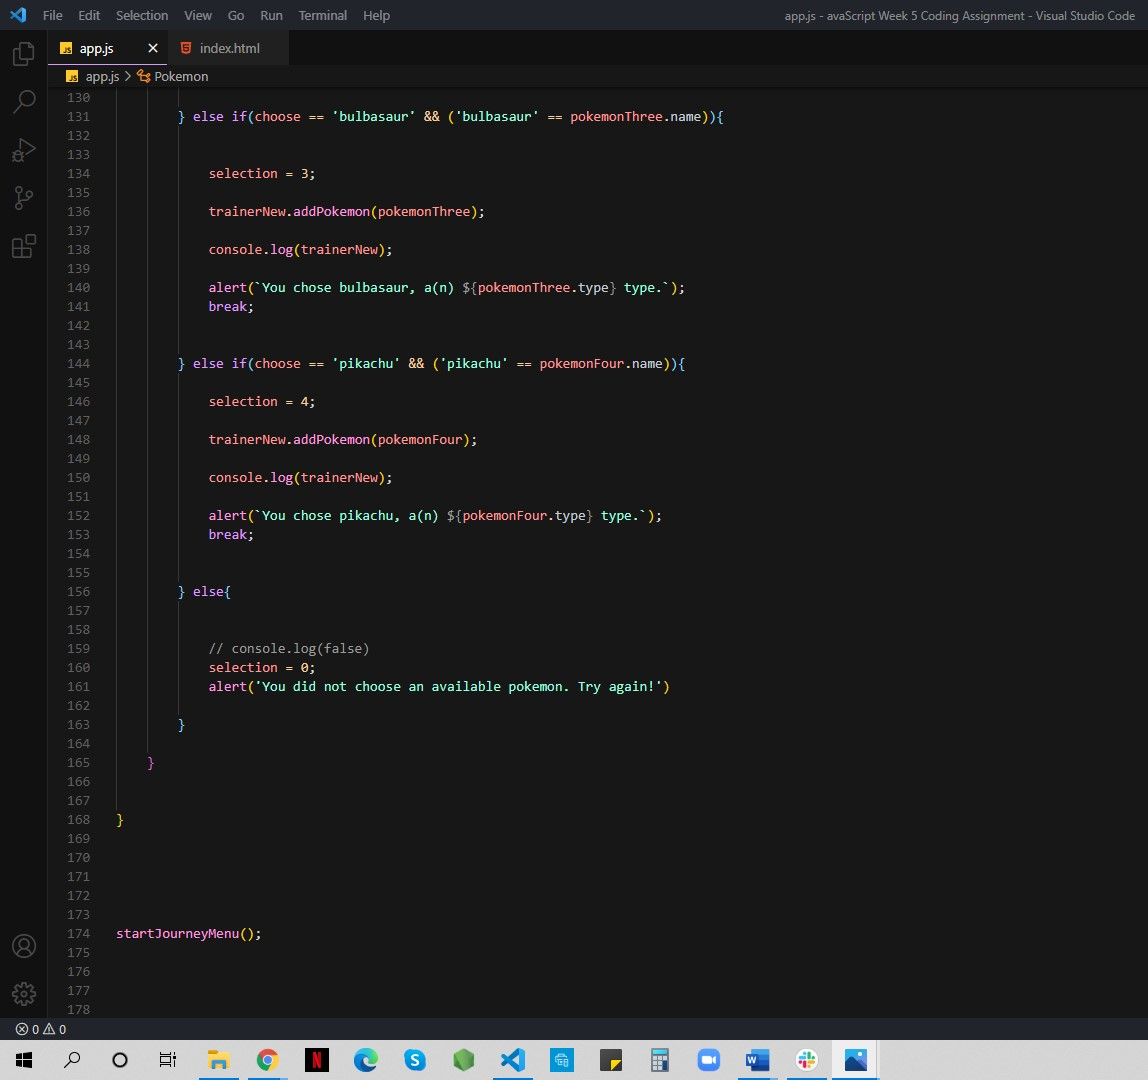 File Edit Selection View Go Run Terminal Help app.js - avaScript Week 5 Coding Assignment - Visual Studio Code
JS app.js index.html
JS app.js > Pokemon
130
131 } else if(choose == 'bulbasaur' && ('bulbasaur' == pokemonThree.name)){
132
133
134 selection = 3;
135
136 trainerNew.addPokemon(pokemonThree);
137
138 console.log(trainerNew);
139
140 alert(`You chose bulbasaur, a(n) ${pokemonThree.type} type.`);
141 break;
142
143
144 } else if(choose == 'pikachu' && ('pikachu' == pokemonFour.name)){
145
146 selection = 4;
147
148 trainerNew.addPokemon(pokemonFour);
149
150 console.log(trainerNew);
151
152 alert(`You chose pikachu, a(n) ${pokemonFour.type} type.`);
153 break;
154
155
156 } else{
157
158
159 // console.log(false)
160 selection = 0;
161 alert('You did not choose an available pokemon. Try again!')
162
163 }
164
165 }
166
167
168 }
169
170
171
172
173
174 startJourneyMenu();
175
176
177
178
0 0
N S W